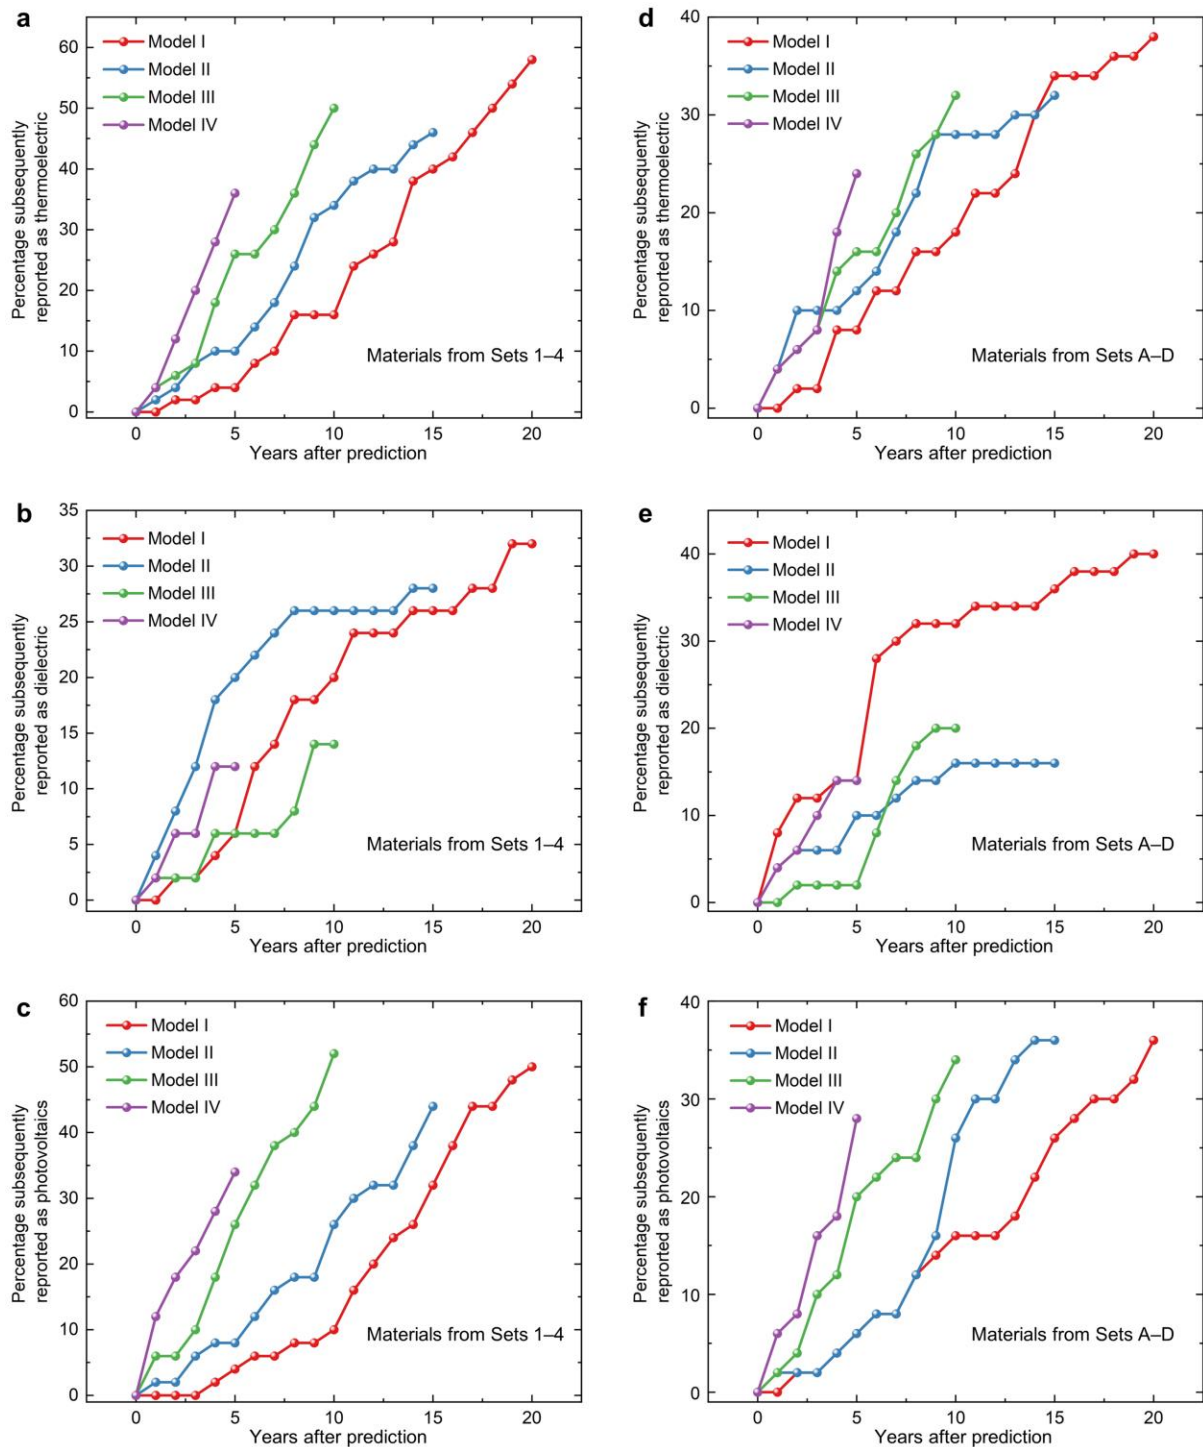 a
60
50
40
30
20
10
0
Percentage subsequently
reprorted as thermoelectric
Model I
Model II
Model III
Model IV
Materials from Sets 1–4
0 5 10 15 20
Years after prediction
d
40
30
20
10
0
Percentage subsequently
reprorted as thermoelectric
Model I
Model II
Model III
Model IV
Materials from Sets A–D
0 5 10 15 20
Years after prediction
b
35
30
25
20
15
10
5
0
Percentage subsequently
reprorted as dielectric
Model I
Model II
Model III
Model IV
Materials from Sets 1–4
0 5 10 15 20
Years after prediction
e
40
30
20
10
0
Percentage subsequently
reprorted as dielectric
Model I
Model II
Model III
Model IV
Materials from Sets A–D
0 5 10 15 20
Years after prediction
c
60
50
40
30
20
10
0
Percentage subsequently
reprorted as photovoltaics
Model I
Model II
Model III
Model IV
Materials from Sets 1–4
0 5 10 15 20
Years after prediction
f
40
30
20
10
0
Percentage subsequently
reprorted as photovoltaics
Model I
Model II
Model III
Model IV
Materials from Sets A–D
0 5 10 15 20
Years after prediction